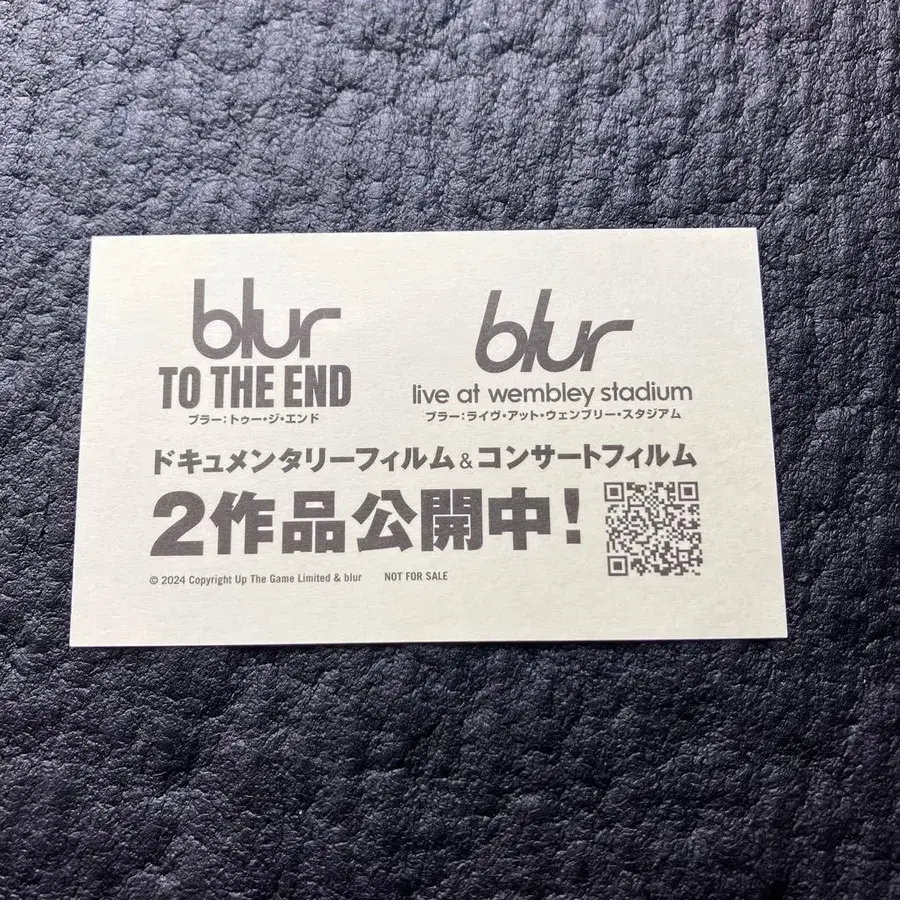 blur
TO THE END
ブラー：トゥー・ジ・エンド
blur
live at wembley stadium
ブラー：ライヴ・アット・ウェンブリー・スタジアム
ドキュメンタリーフィルム&コンサートフィルム
2作品公開中！
© 2024 Copyright Up The Game Limited & blur NOT FOR SALE